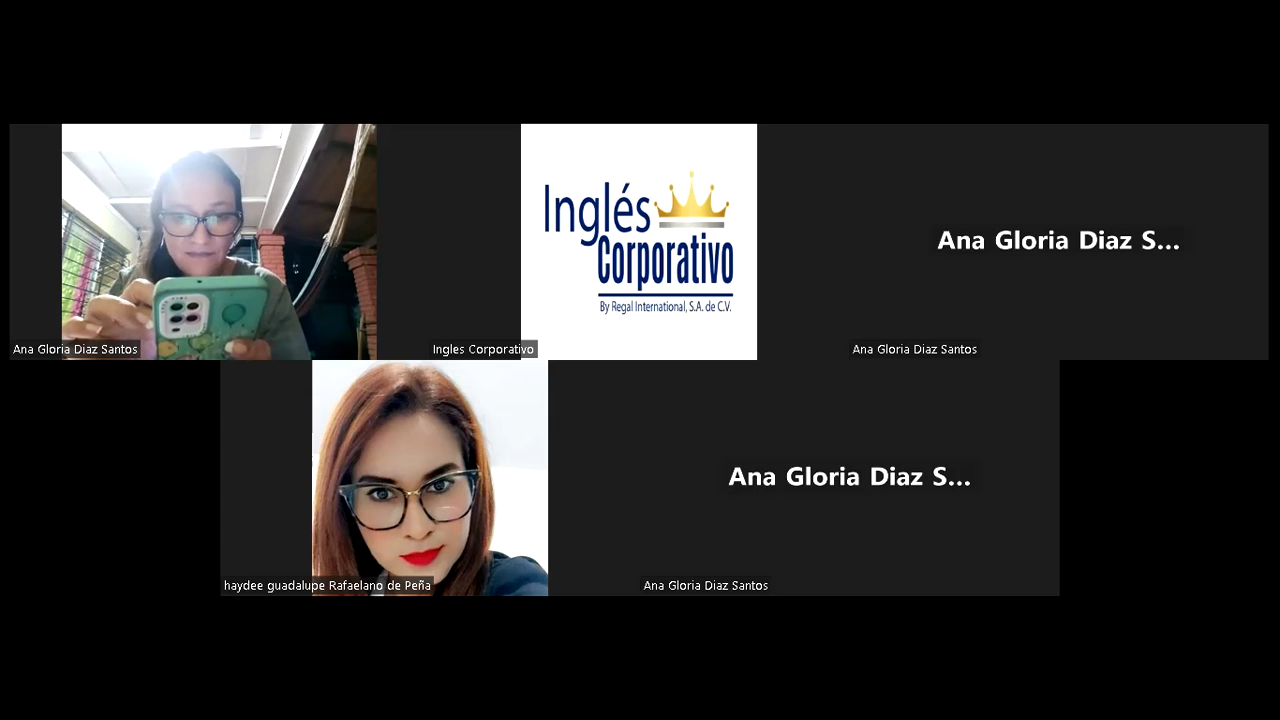 Inglés
Corporativo
By Regal International, S.A. de C.V.
Ana Gloria Diaz S...
Ana Gloria Diaz Santos
Ingles Corporativo
Ana Gloria Diaz Santos
Ana Gloria Diaz S...
haydee guadalupe Rafaelano de Peña
Ana Gloria Diaz Santos